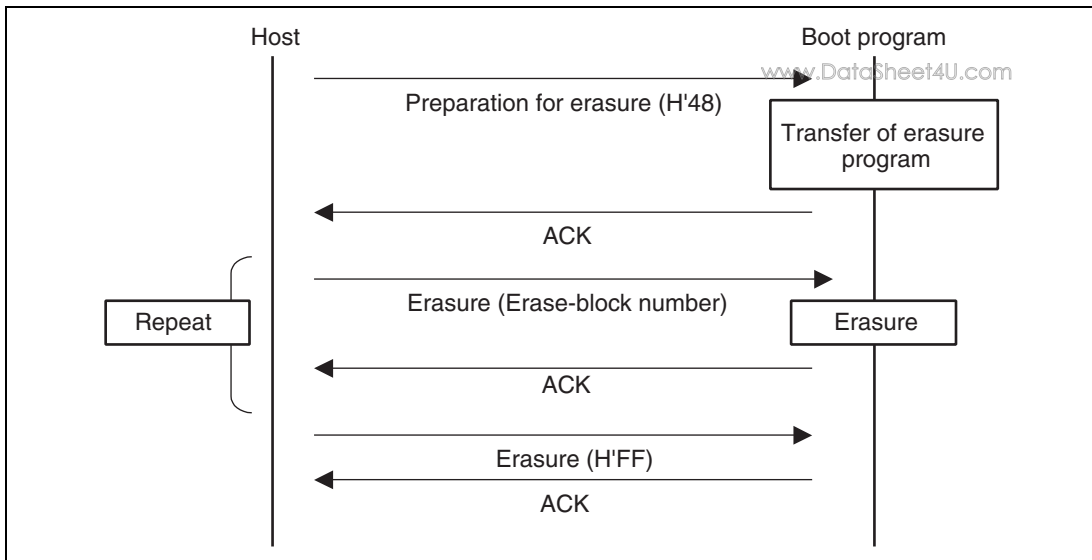 Host
Boot program
www.DataSheet4U.com
Preparation for erasure (H'48)
Transfer of erasure
program
ACK
Erasure (Erase-block number)
Repeat
Erasure
ACK
Erasure (H'FF)
ACK